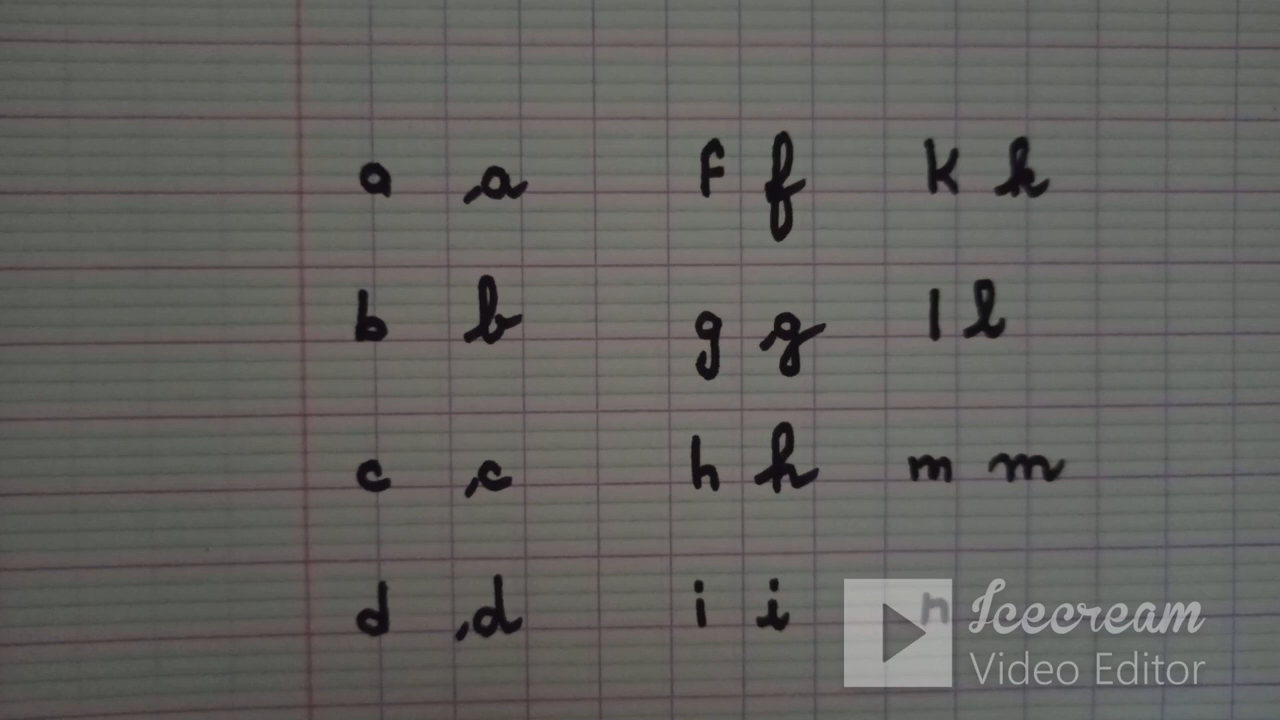 a a f f k k
b b g g l l
c c h h m m
d d i i n
Icecream
Video Editor